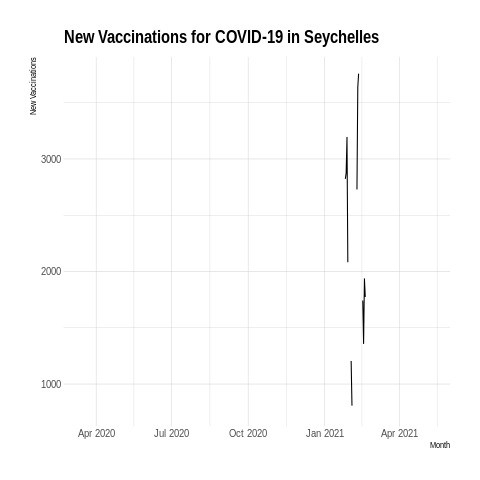 New Vaccinations for COVID-19 in Seychelles
New Vaccinations
3000
2000
1000
Apr 2020 Jul 2020 Oct 2020 Jan 2021 Apr 2021
Month